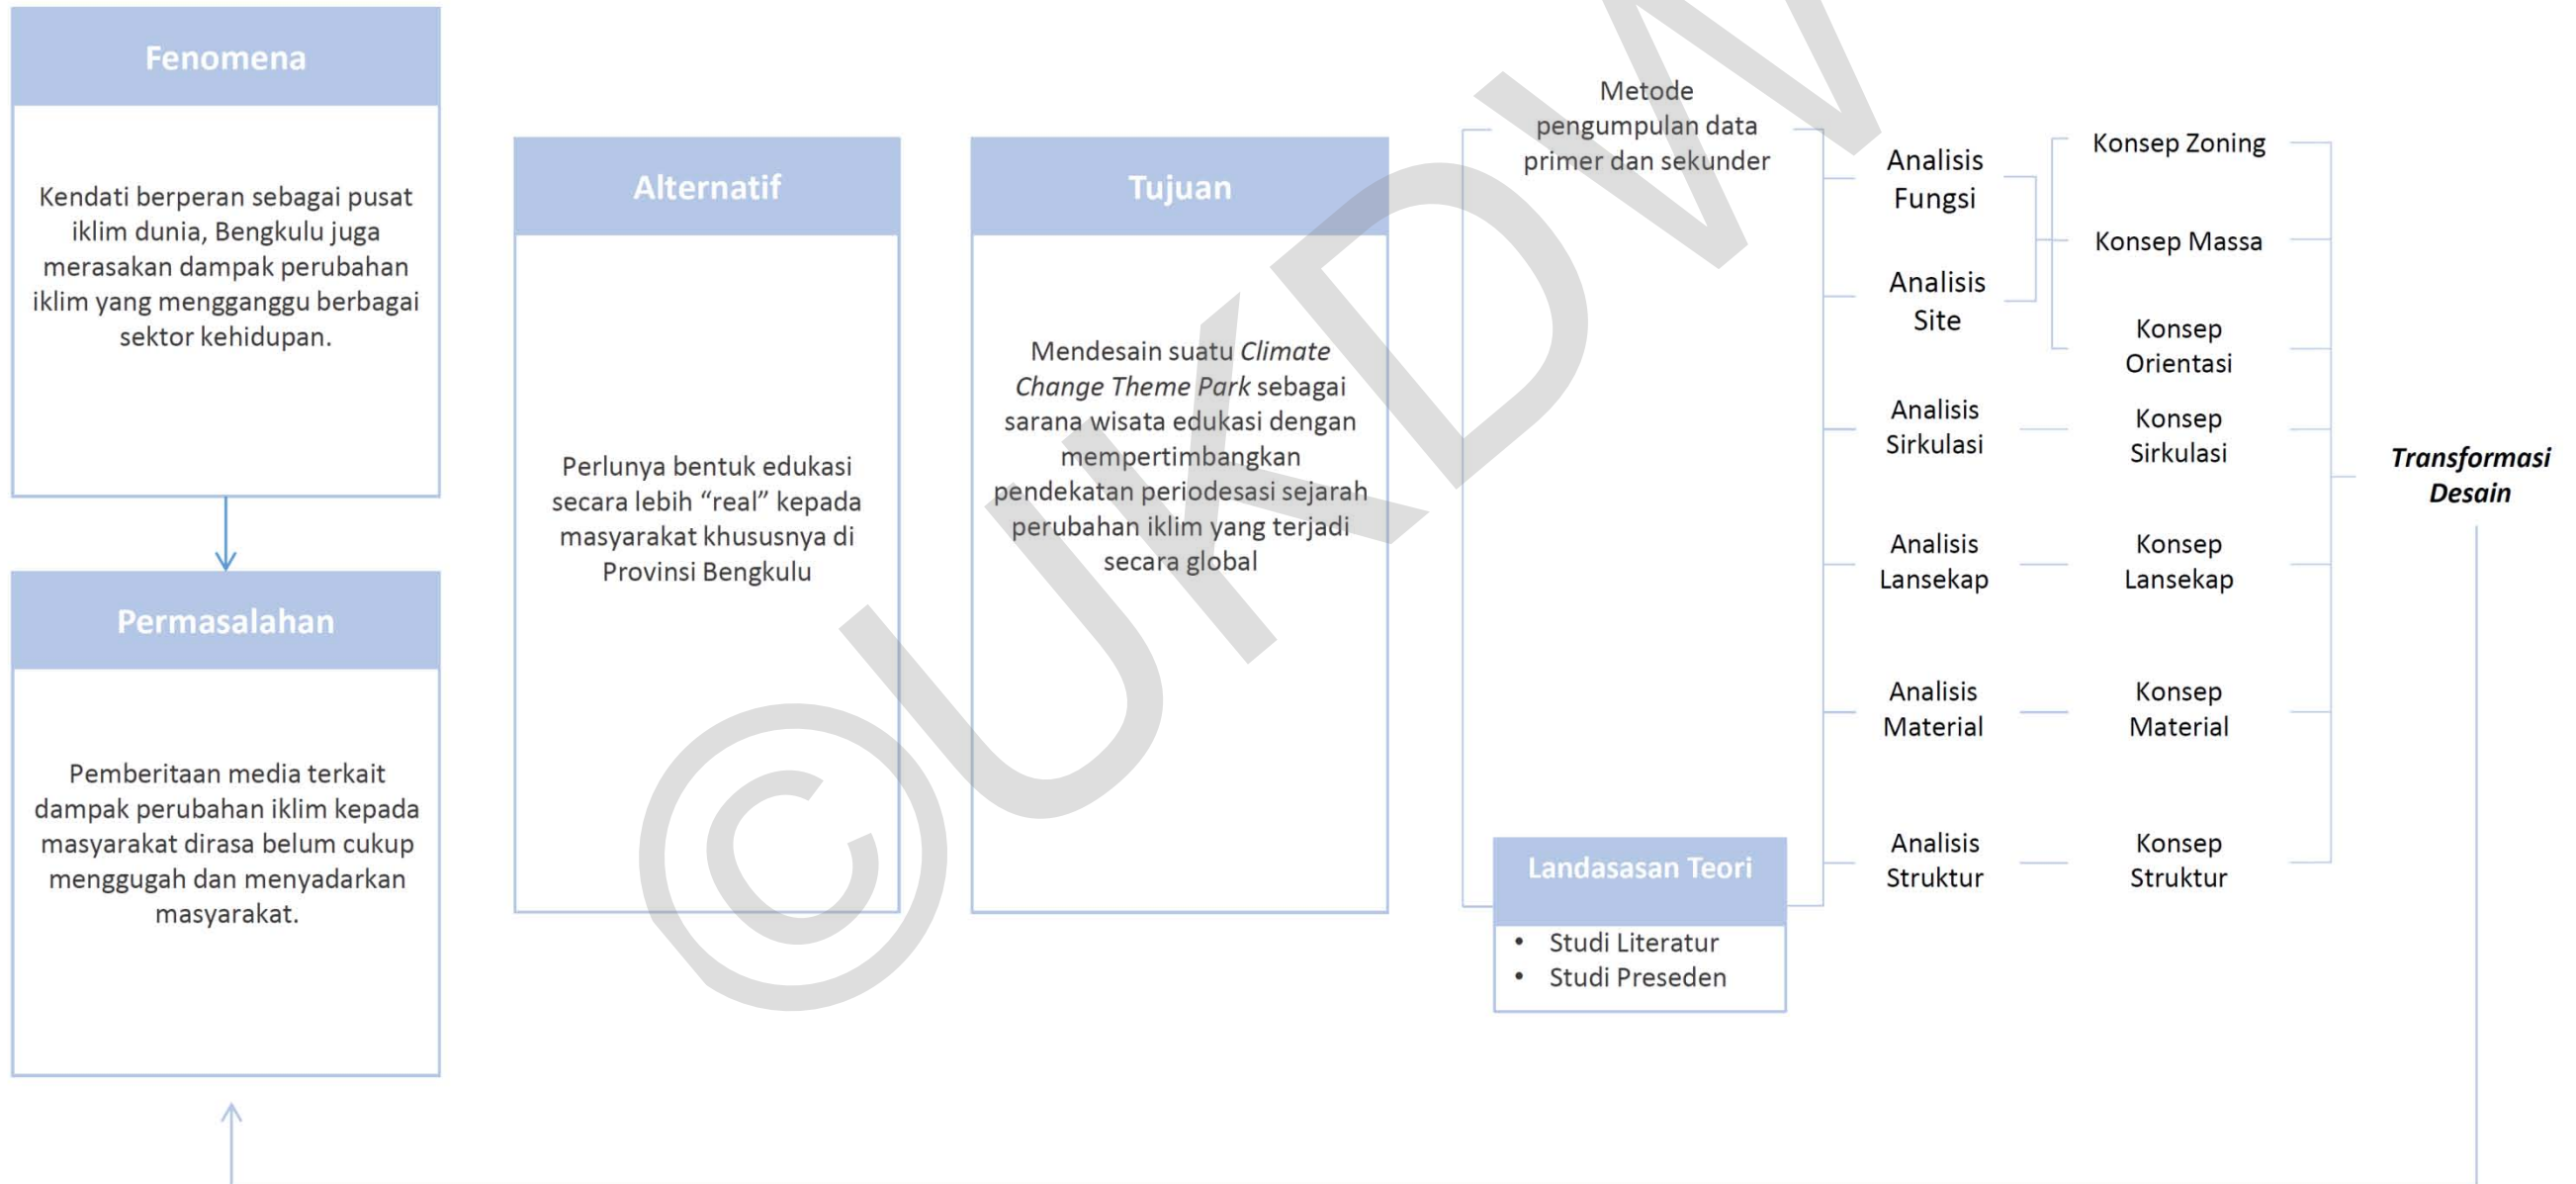 Fenomena
Kendati berperan sebagai pusat
iklim dunia, Bengkulu juga
merasakan dampak perubahan
iklim yang mengganggu berbagai
sektor kehidupan.
Permasalahan
Pemberitaan media terkait
dampak perubahan iklim kepada
masyarakat dirasa belum cukup
menggugah dan menyadarkan
masyarakat.
Alternatif
Perlunya bentuk edukasi
secara lebih “real” kepada
masyarakat khususnya di
Provinsi Bengkulu
Tujuan
Mendesain suatu Climate
Change Theme Park sebagai
sarana wisata edukasi dengan
mempertimbangkan
pendekatan periodesasi sejarah
perubahan iklim yang terjadi
secara global
Metode
pengumpulan data
primer dan sekunder
Landasasan Teori
• Studi Literatur
• Studi Preseden
Analisis
Fungsi
Analisis
Site
Analisis
Sirkulasi
Analisis
Lansekap
Analisis
Material
Analisis
Struktur
Konsep Zoning
Konsep Massa
Konsep
Orientasi
Konsep
Sirkulasi
Konsep
Lansekap
Konsep
Material
Konsep
Struktur
Transformasi
Desain
©UKDW